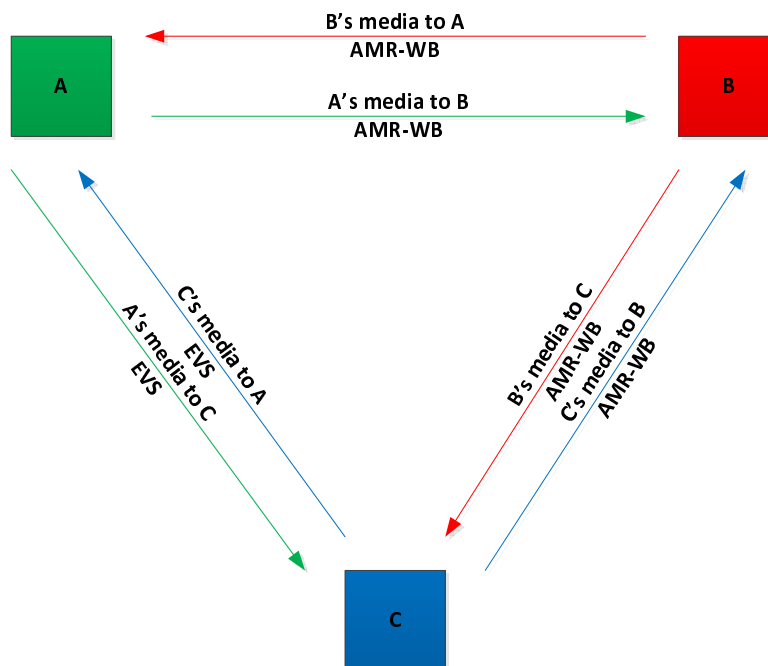 B's media to A
AMR-WB
A
B
A's media to B
AMR-WB
C's media to A
EVS
A's media to C
EVS
B's media to C
AMR-WB
C's media to B
AMR-WB
C